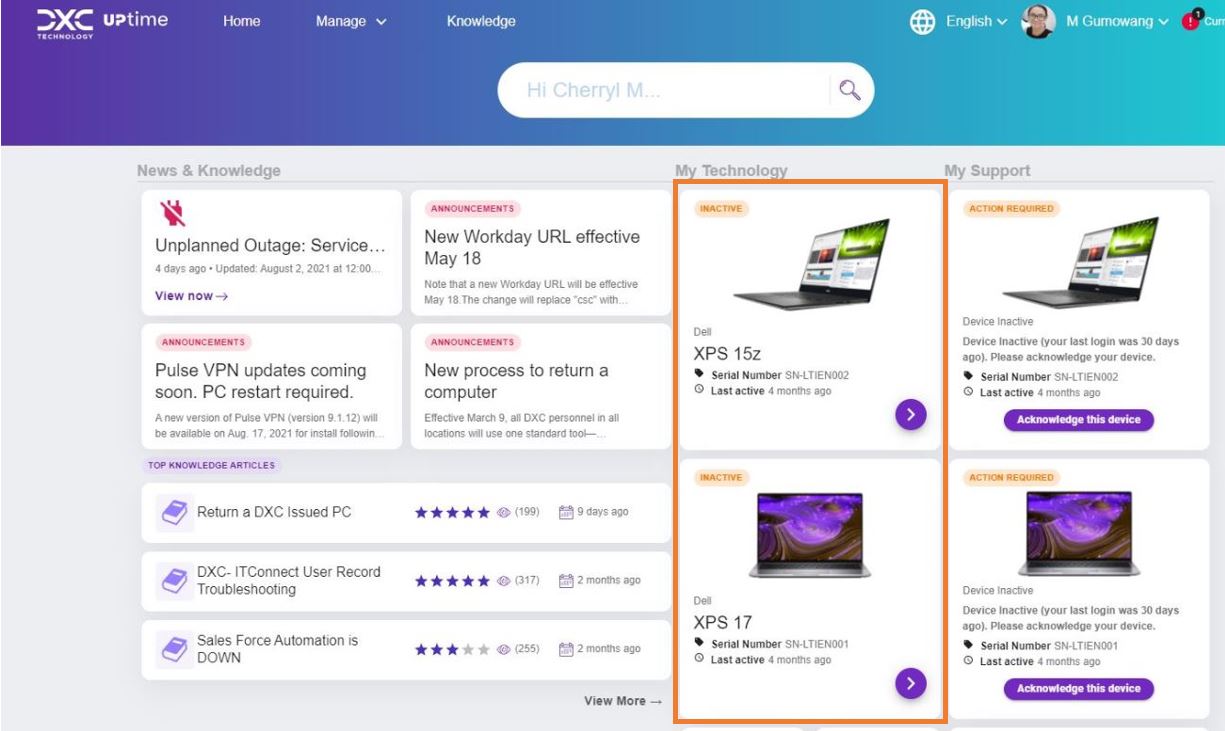 DXC UPtime
TECHNOLOGY
Home
Manage
Knowledge
English
M Gumowang
1
Hi Cherryl M...
News & Knowledge
Unplanned Outage: Service…
4 days ago • Updated: August 2, 2021 at 12:00...
View now→
ANNOUNCEMENTS
New Workday URL effective
May 18
Note that a new Workday URL will be effective
May 18.The change will replace "csc" with…
ANNOUNCEMENTS
Pulse VPN updates coming
soon. PC restart required.
A new version of Pulse VPN (version 9.1.12) will
be available on Aug. 17, 2021 for install followin…
ANNOUNCEMENTS
New process to return a
computer
Effective March 9, all DXC personnel in all
locations will use one standard tool—…
TOP KNOWLEDGE ARTICLES
Return a DXC Issued PC
(199)
9 days ago
DXC- ITConnect User Record
Troubleshooting
(317)
2 months ago
Sales Force Automation is
DOWN
(255)
2 months ago
View More →
My Technology
INACTIVE
Dell
XPS 15z
Serial Number SN-LTIEN002
Last active 4 months ago
INACTIVE
Dell
XPS 17
Serial Number SN-LTIEN001
Last active 4 months ago
My Support
ACTION REQUIRED
Device Inactive
Device Inactive (your last login was 30 days
ago). Please acknowledge your device.
Serial Number SN-LTIEN002
Last active 4 months ago
Acknowledge this device
ACTION REQUIRED
Device Inactive
Device Inactive (your last login was 30 days
ago). Please acknowledge your device.
Serial Number SN-LTIEN001
Last active 4 months ago
Acknowledge this device